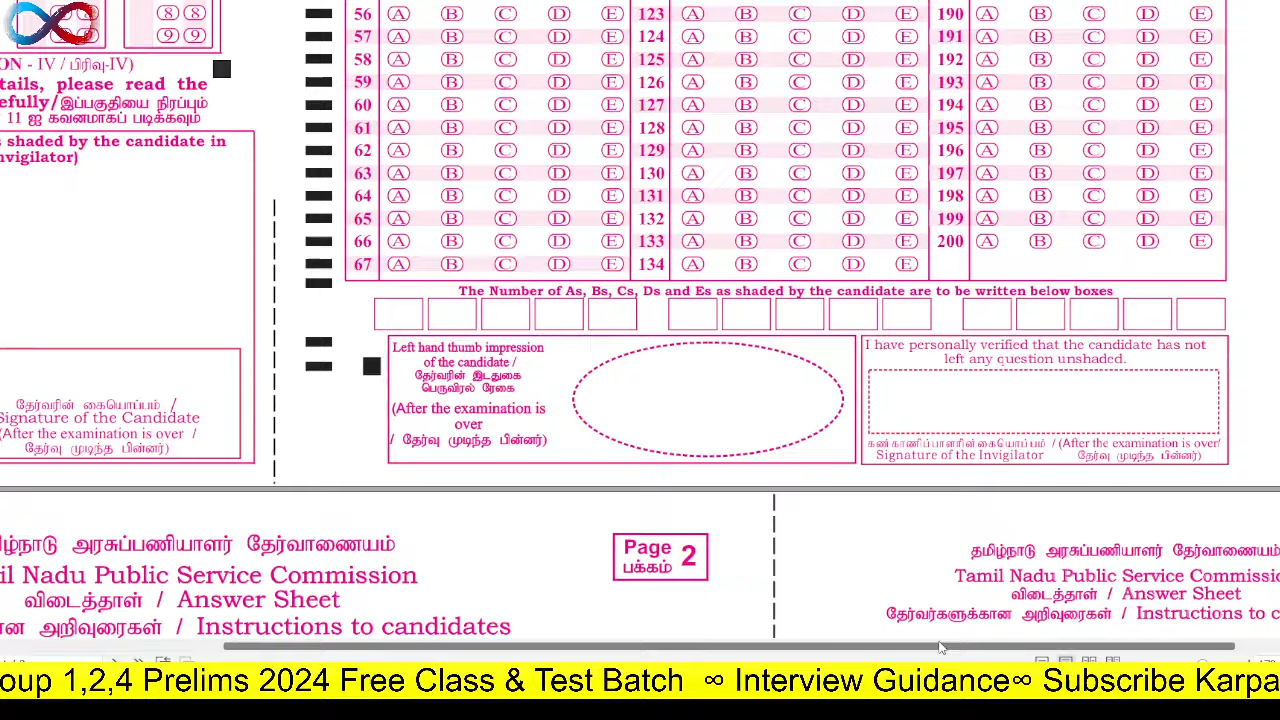 8 8
9 9
ON - IV / பிரிவு-IV)
tails, please read the
efully/இப்பகுதியை நிரப்பும்
11 ஐ கவனமாகப் படிக்கவும்
s shaded by the candidate in
nvigilator)
தேர்வரின் கையொப்பம் /
Signature of the Candidate
(After the examination is over /
தேர்வு முடிந்த பின்னர்)
56 A B C D E 123 A B C D E 190 A B C D E
57 A B C D E 124 A B C D E 191 A B C D E
58 A B C D E 125 A B C D E 192 A B C D E
59 A B C D E 126 A B C D E 193 A B C D E
60 A B C D E 127 A B C D E 194 A B C D E
61 A B C D E 128 A B C D E 195 A B C D E
62 A B C D E 129 A B C D E 196 A B C D E
63 A B C D E 130 A B C D E 197 A B C D E
64 A B C D E 131 A B C D E 198 A B C D E
65 A B C D E 132 A B C D E 199 A B C D E
66 A B C D E 133 A B C D E 200 A B C D E
67 A B C D E 134 A B C D E
The Number of As, Bs, Cs, Ds and Es as shaded by the candidate are to be written below boxes
Left hand thumb impression
of the candidate /
தேர்வரின் இடதுகை
பெருவிரல் ரேகை
(After the examination is
over
/ தேர்வு முடிந்த பின்னர்)
I have personally verified that the candidate has not
left any question unshaded.
கண்காணிப்பாளரின்கையொப்பம் / (After the examination is over/
Signature of the Invigilator தேர்வு முடிந்த பின்னர்)
ிழ்நாடு அரசுப்பணியாளர் தேர்வாணையம்
il Nadu Public Service Commission
விடைத்தாள் / Answer Sheet
ான அறிவுரைகள் / Instructions to candidates
Page 2
பக்கம்
தமிழ்நாடு அரசுப்பணியாளர் தேர்வாணையம்
Tamil Nadu Public Service Commissio
விடைத்தாள் / Answer Sheet
தேர்வர்களுக்கான அறிவுரைகள் / Instructions to c
oup 1,2,4 Prelims 2024 Free Class & Test Batch ∞ Interview Guidance∞ Subscribe Karpa